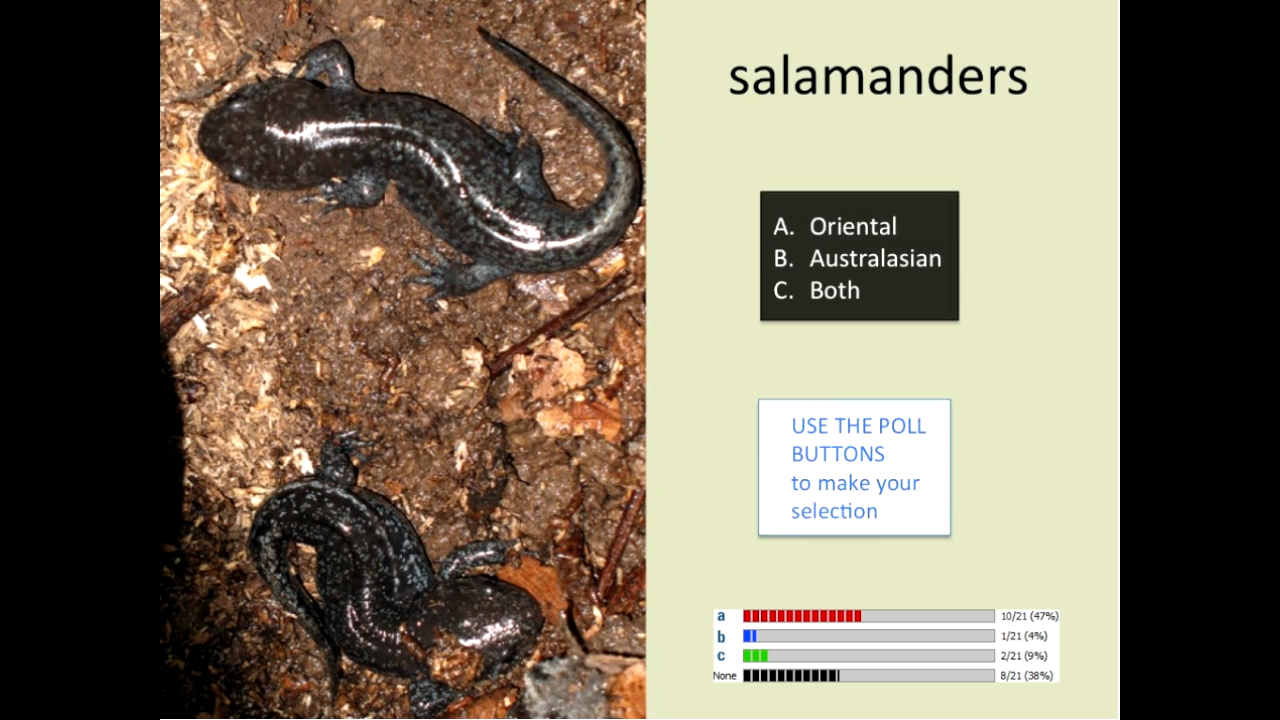 salamanders
A. Oriental
B. Australasian
C. Both
USE THE POLL
BUTTONS
to make your
selection
a 10/21 (47%)
b 1/21 (4%)
c 2/21 (9%)
None 8/21 (38%)